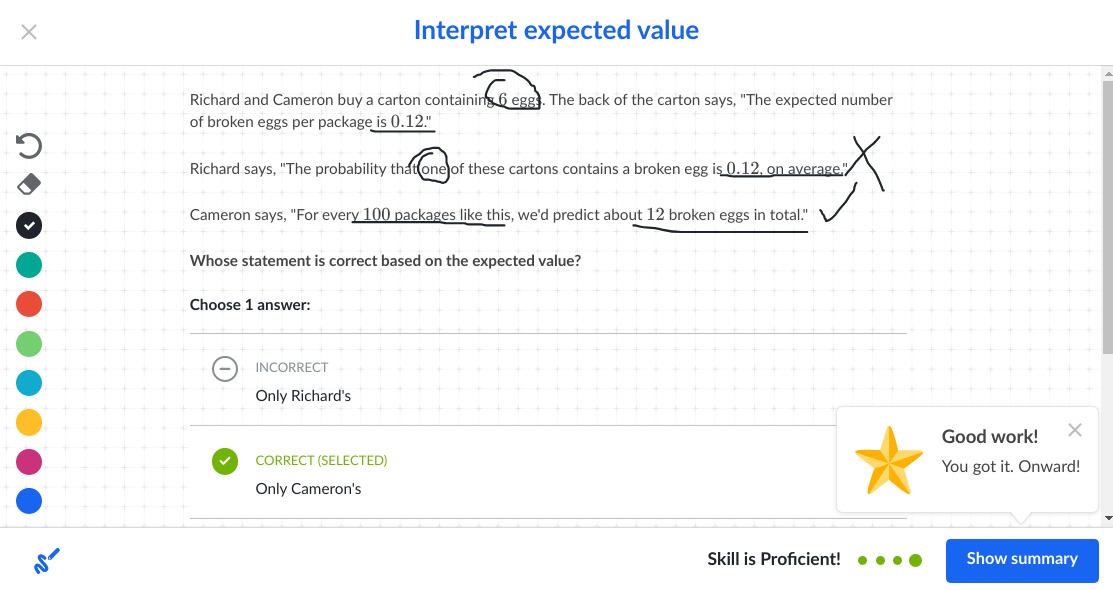 Interpret expected value
Richard and Cameron buy a carton containing 6 eggs. The back of the carton says, "The expected number
of broken eggs per package is 0.12."
Richard says, "The probability that one of these cartons contains a broken egg is 0.12, on average."
Cameron says, "For every 100 packages like this, we'd predict about 12 broken eggs in total."
Whose statement is correct based on the expected value?
Choose 1 answer:
INCORRECT
Only Richard's
CORRECT (SELECTED)
Only Cameron's
Good work!
You got it. Onward!
Skill is Proficient!
Show summary